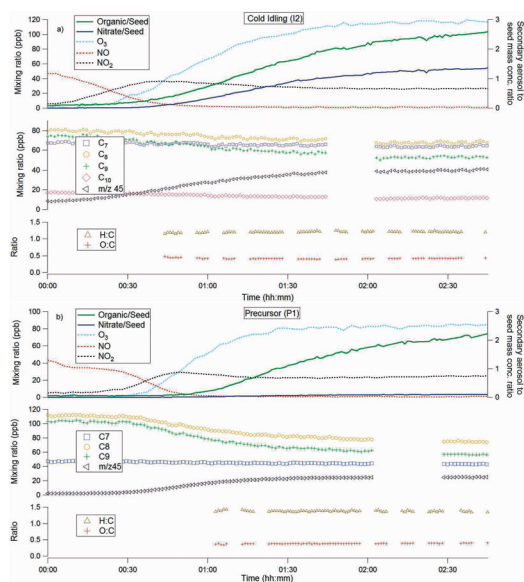 a)
Cold Idling (I2)
Organic/Seed
Nitrate/Seed
O3
NO
NO2
Mixing ratio (ppb)
120
100
80
60
40
20
0
3
2
1
0
Secondary aerosol to
seed mass conc. ratio
Mixing ratio (ppb)
80
60
40
20
0
C7
C8
C9
C10
m/z 45
Ratio
1.5
1.0
0.5
0.0
H:C
O:C
00:00
00:30
01:00
01:30
02:00
02:30
Time (hh:mm)
b)
Precursor (P1)
Organic/Seed
Nitrate/Seed
O3
NO
NO2
Mixing ratio (ppb)
100
80
60
40
20
0
3
2
1
0
Secondary aerosol to
seed mass conc. ratio
Mixing ratio (ppb)
120
100
80
60
40
20
0
C7
C8
C9
m/z45
Ratio
1.5
1.0
0.5
0.0
H:C
O:C
00:00
00:30
01:00
01:30
02:00
02:30
Time (hh:mm)